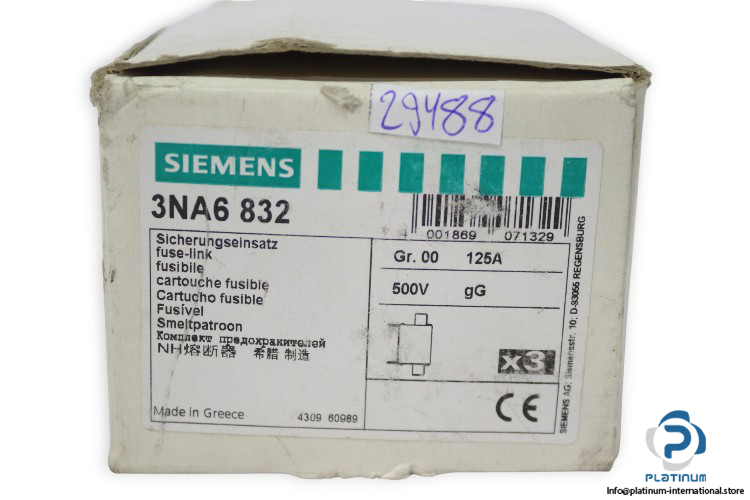 29488
SIEMENS
3NA6 832
001869 071329
Sicherungseinsatz
fuse-link
fusibile
cartouche fusible
Cartucho fusible
Fusível
Smeltpatroon
Комплект предохранителей
NH熔断器 希腊 制造
Gr. 00 125A
500V gG
x3
Made in Greece
4309 60989
CE
SIEMENS AG, Siemensstr. 10, D-93055 REGENSBURG
PLATINUM
Info@platinum-international.store